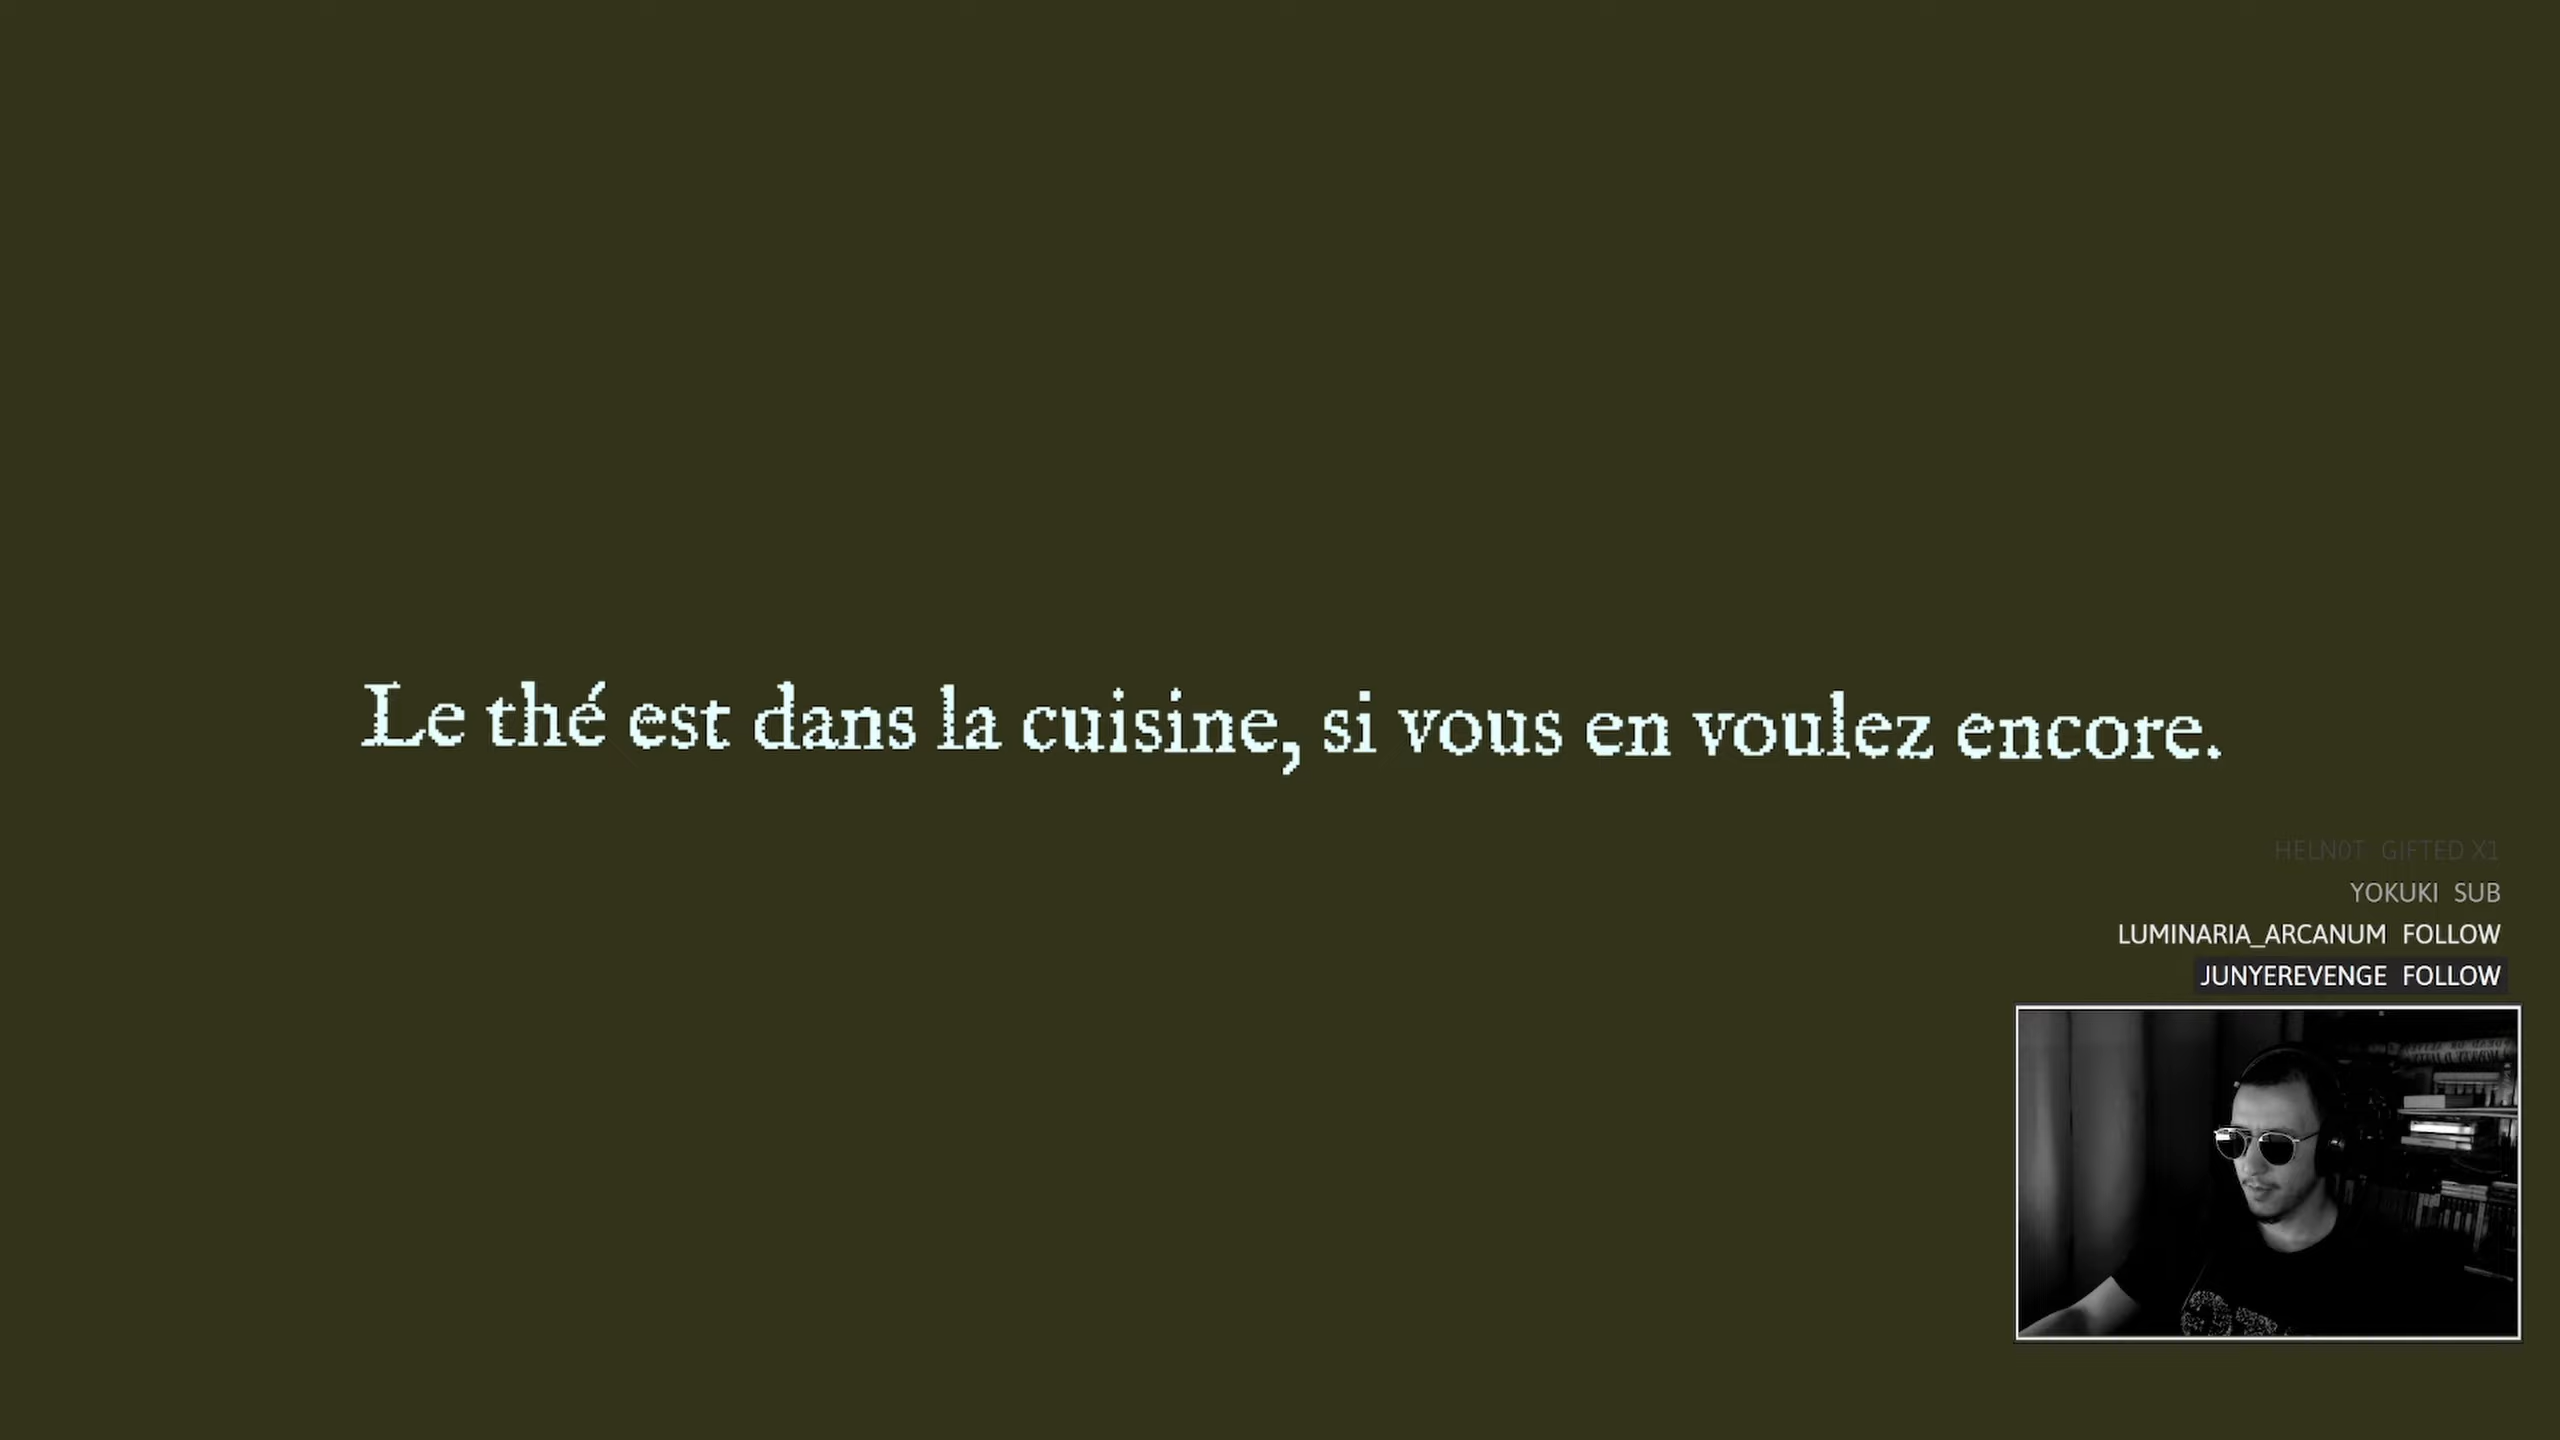 Le thé est dans la cuisine, si vous en voulez encore.
HELN0T GIFTED X1
YOKUKI SUB
LUMINARIA_ARCANUM FOLLOW
JUNYEREVENGE FOLLOW